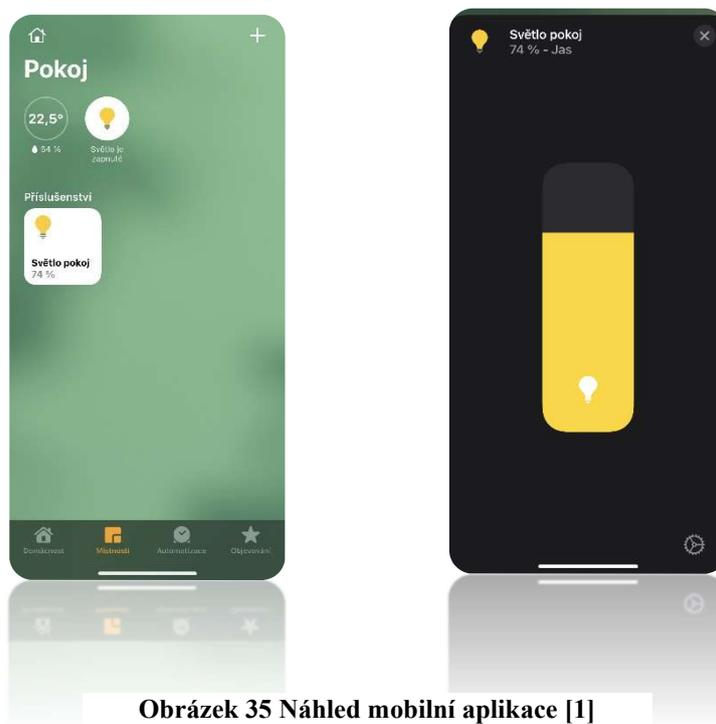 Pokoj
22,5°
54 %
Světlo je
zapnuté
Příslušenství
Světlo pokoj
74 %
Domácnost
Místnosti
Automatizace
Objevování
Světlo pokoj
74 % - Jas
Obrázek 35 Náhled mobilní aplikace [1]